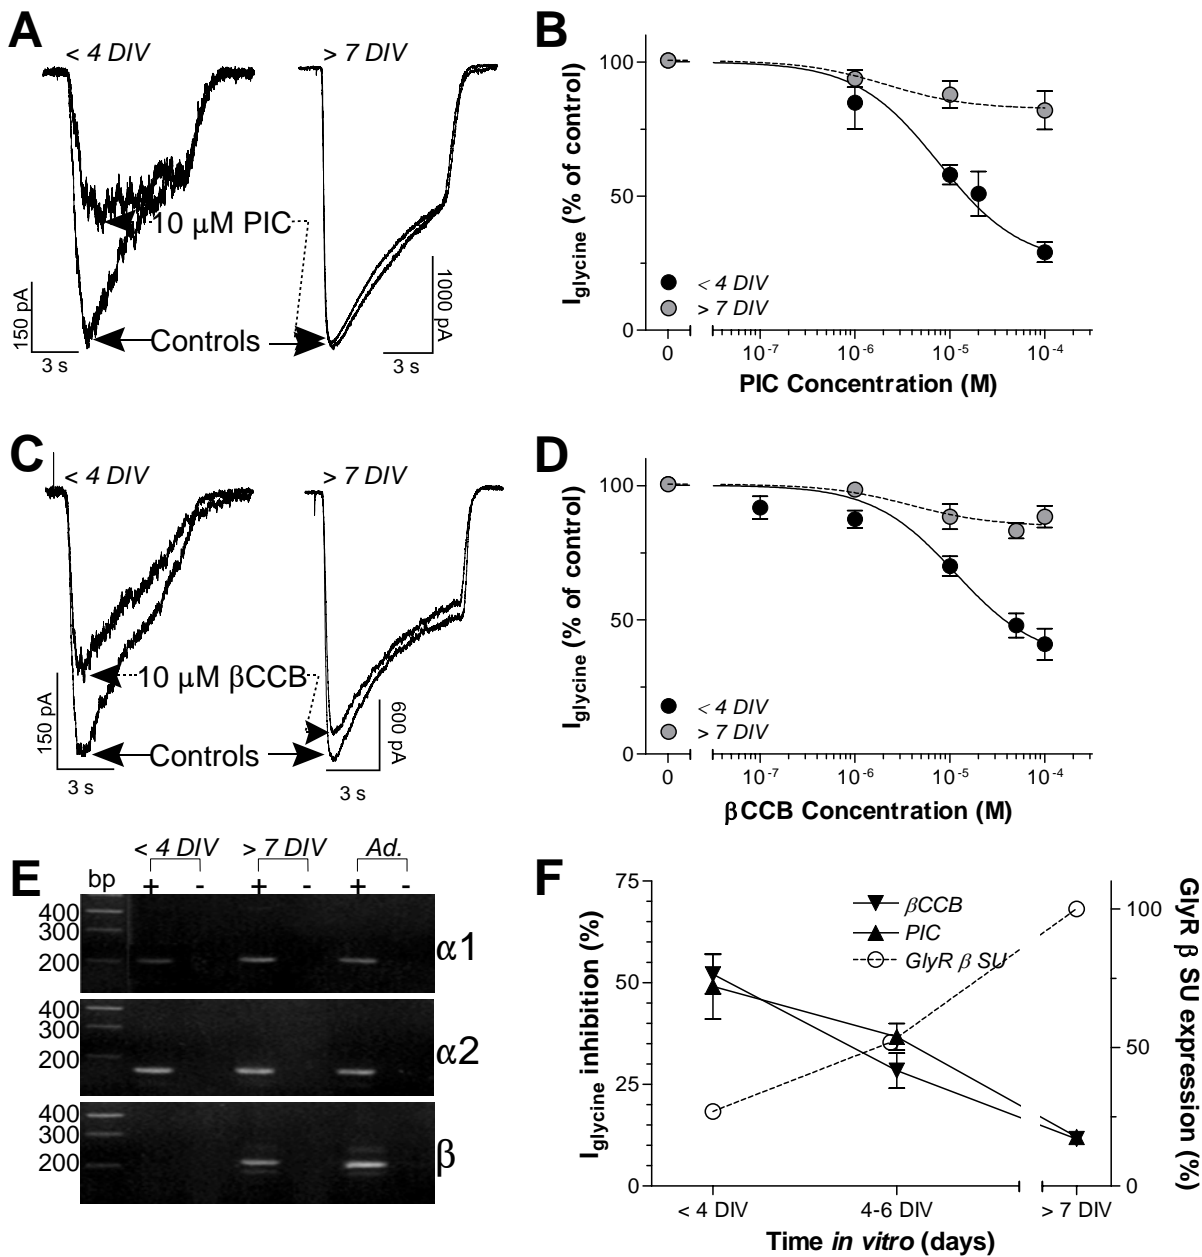 A
< 4 DIV
> 7 DIV
10 μM PIC
Controls
150 pA
3 s
1000 pA
3 s
B
100
50
0
I glycine (% of control)
< 4 DIV
> 7 DIV
0
10-7
10-6
10-5
10-4
PIC Concentration (M)
C
< 4 DIV
> 7 DIV
10 μM βCCB
Controls
150 pA
3 s
600 pA
3 s
D
100
50
0
I glycine (% of control)
< 4 DIV
> 7 DIV
0
10-7
10-6
10-5
10-4
βCCB Concentration (M)
E
< 4 DIV
> 7 DIV
Ad.
bp
+ - + - + -
400
300
200
α1
400
300
200
α2
400
300
200
β
F
75
50
25
0
I glycine inhibition (%)
βCCB
PIC
GlyR β SU
100
50
0
GlyR β SU expression (%)
< 4 DIV
4-6 DIV
> 7 DIV
Time in vitro (days)